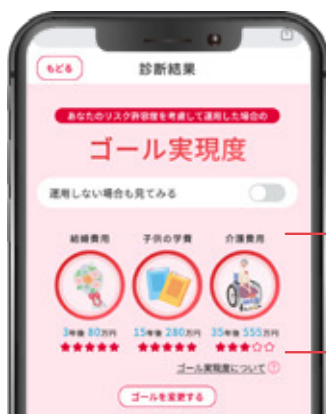 もどる
診断結果
あなたのリスク許容度を考慮して運用した場合の
ゴール実現度
運用しない場合も見てみる
結婚費用 子供の学費 介護費用
3年後 80万円 15年後 280万円 35年後 555万円
★★★★★ ★★★★★ ★★★☆☆
ゴール実現度について ?
ゴールを変更する